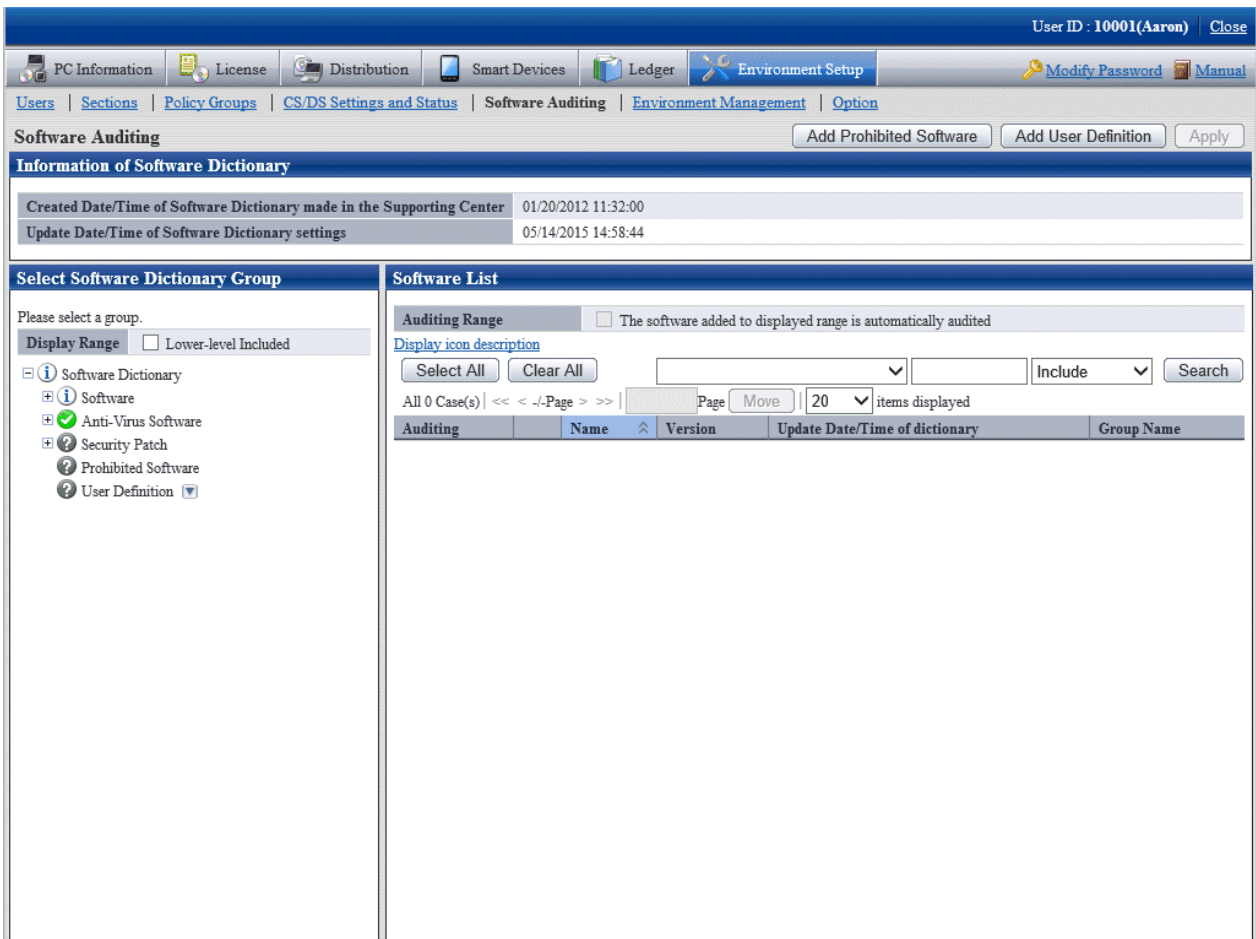 User ID : 10001(Aaron) Close
PC Information License Distribution Smart Devices Ledger Environment Setup Modify Password Manual
Users | Sections | Policy Groups | CS/DS Settings and Status | Software Auditing | Environment Management | Option
Software Auditing Add Prohibited Software Add User Definition Apply
Information of Software Dictionary
Created Date/Time of Software Dictionary made in the Supporting Center 01/20/2012 11:32:00
Update Date/Time of Software Dictionary settings 05/14/2015 14:58:44
Select Software Dictionary Group
Please select a group.
Display Range Lower-level Included
Software Dictionary
Software
Anti-Virus Software
Security Patch
Prohibited Software
User Definition
Software List
Auditing Range The software added to displayed range is automatically audited
Display icon description
Select All Clear All Include Search
All 0 Case(s) | << < -/-Page > >> | Page Move | 20 items displayed
Auditing Name Version Update Date/Time of dictionary Group Name